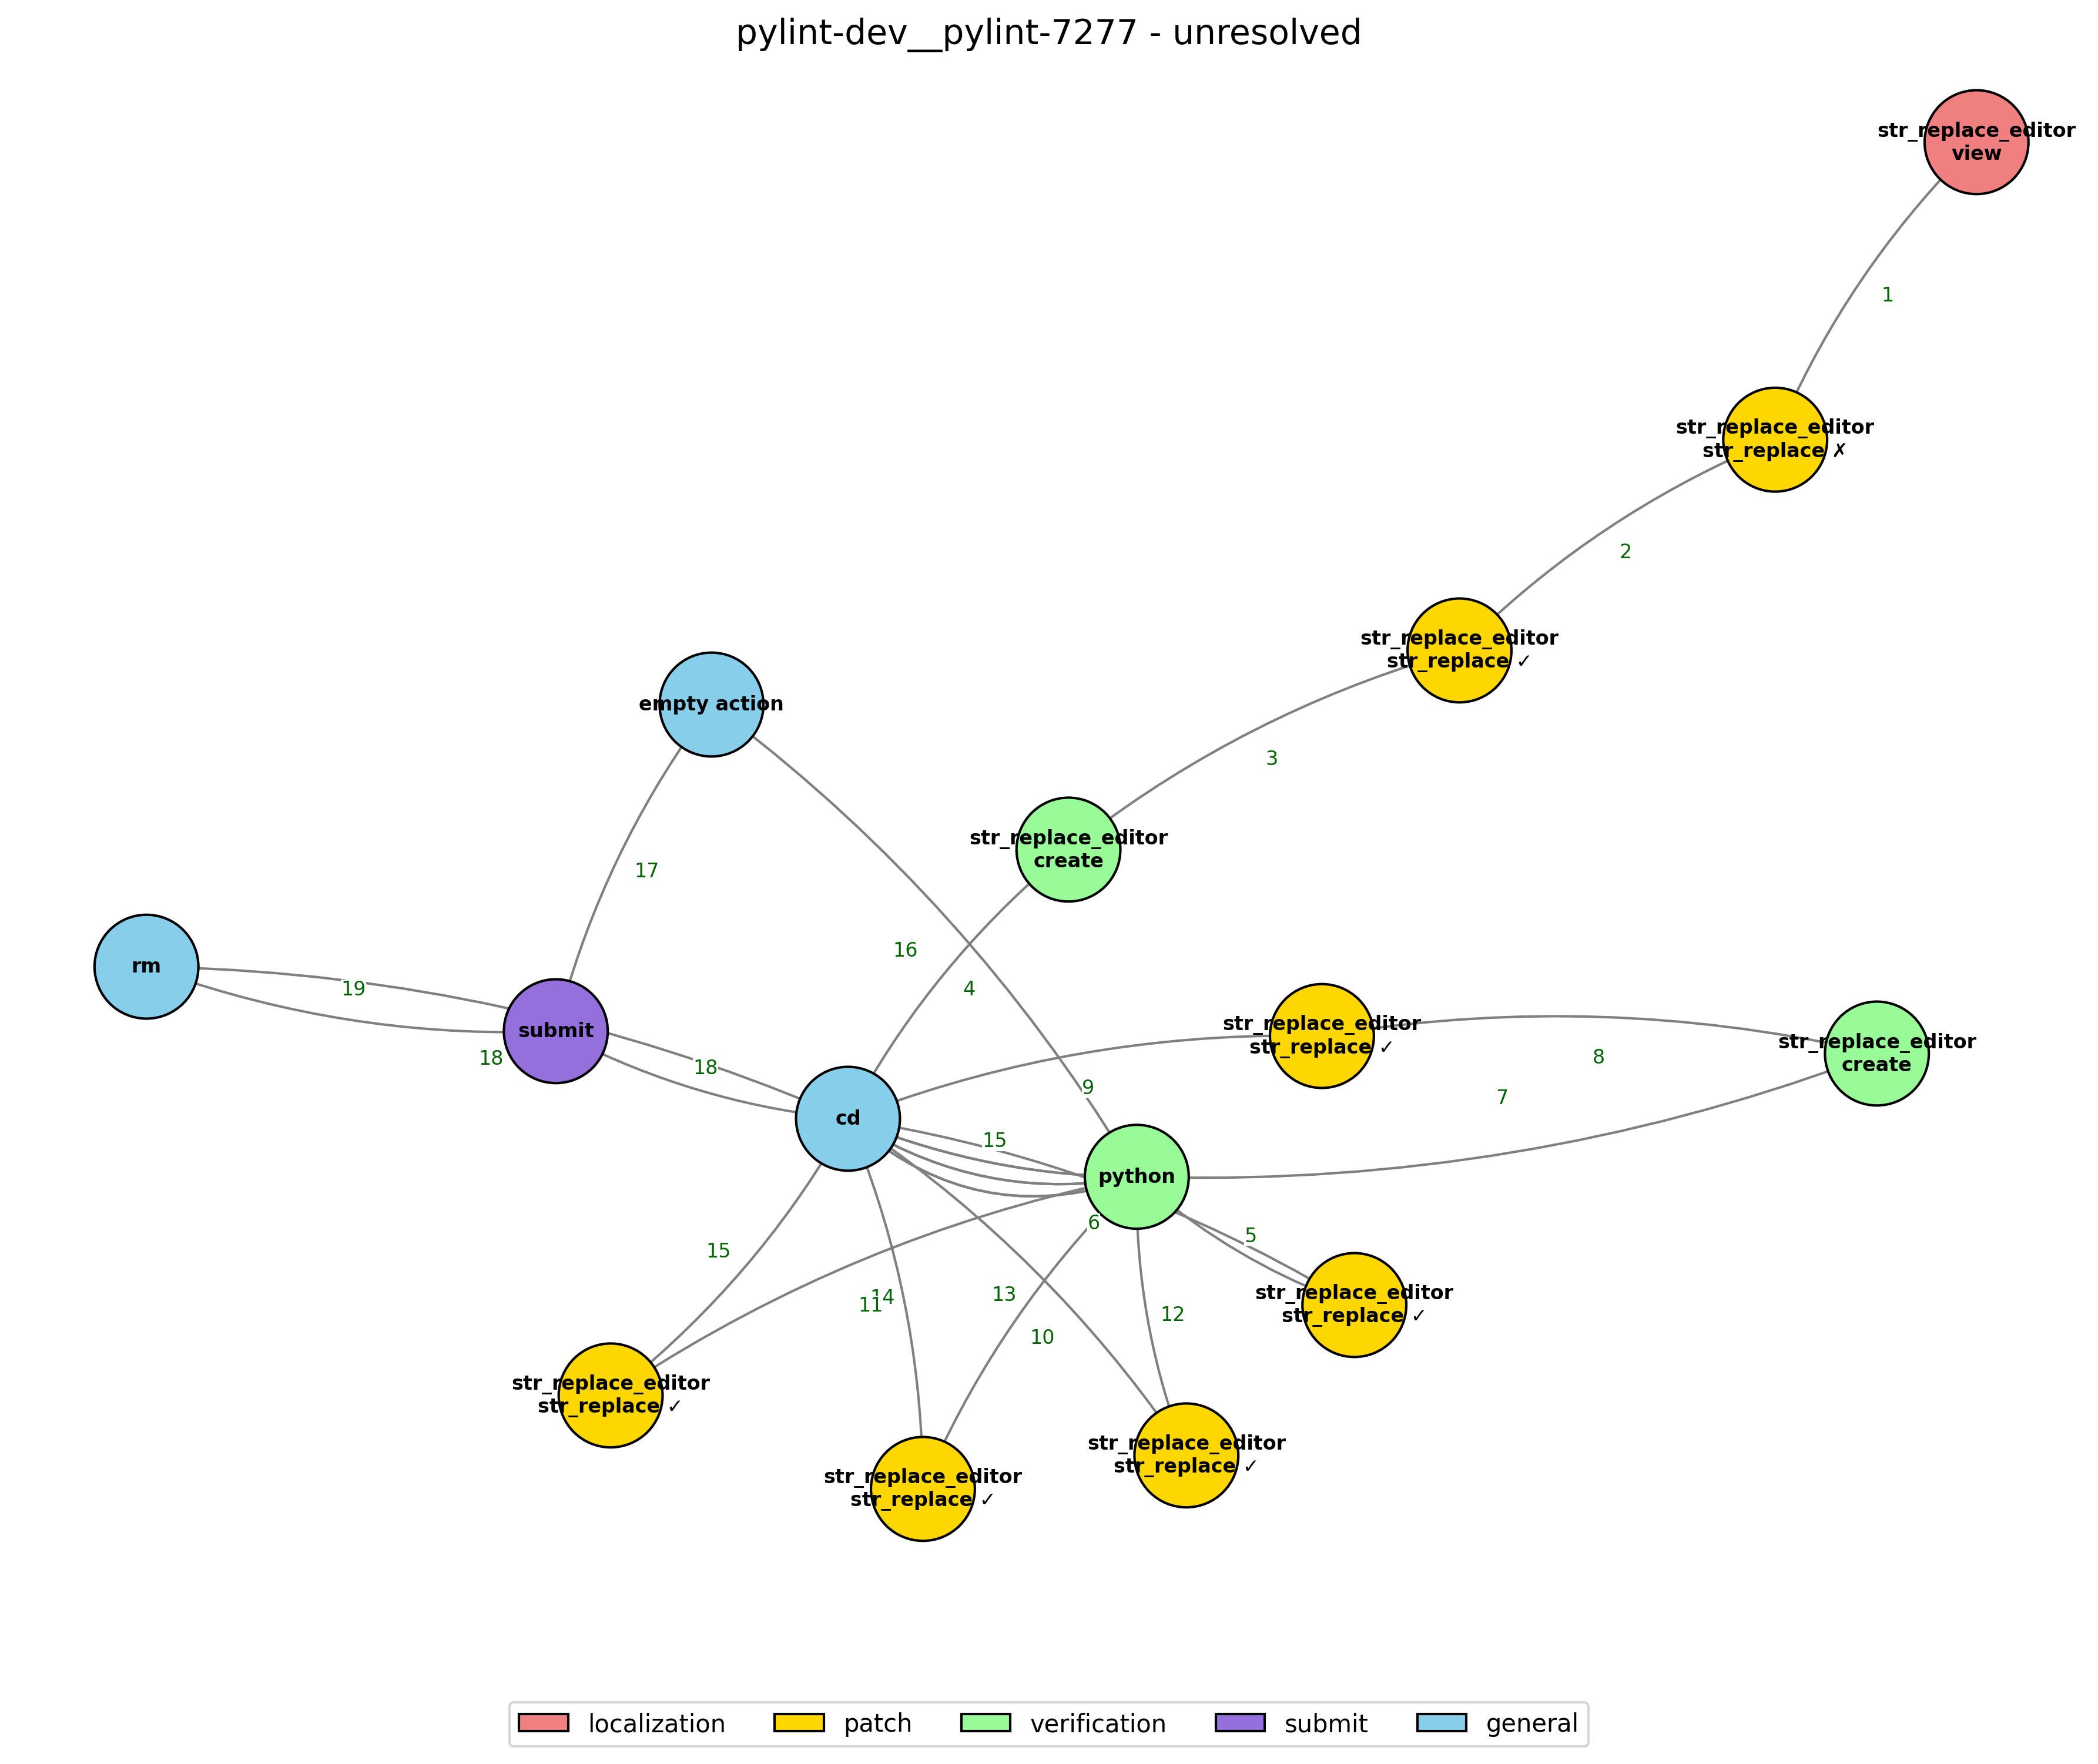 pylint-dev__pylint-7277 - unresolved
str_replace_editor
view
1
str_replace_editor
str_replace ✗
2
str_replace_editor
str_replace ✓
3
empty action
str_replace_editor
create
17
16
4
rm
19
submit
18
18
str_replace_editor
str_replace ✓
8
str_replace_editor
create
7
9
cd
15
python
6
5
15
14
11
13
10
12
str_replace_editor
str_replace ✓
str_replace_editor
str_replace ✓
str_replace_editor
str_replace ✓
str_replace_editor
str_replace ✓
localization
patch
verification
submit
general